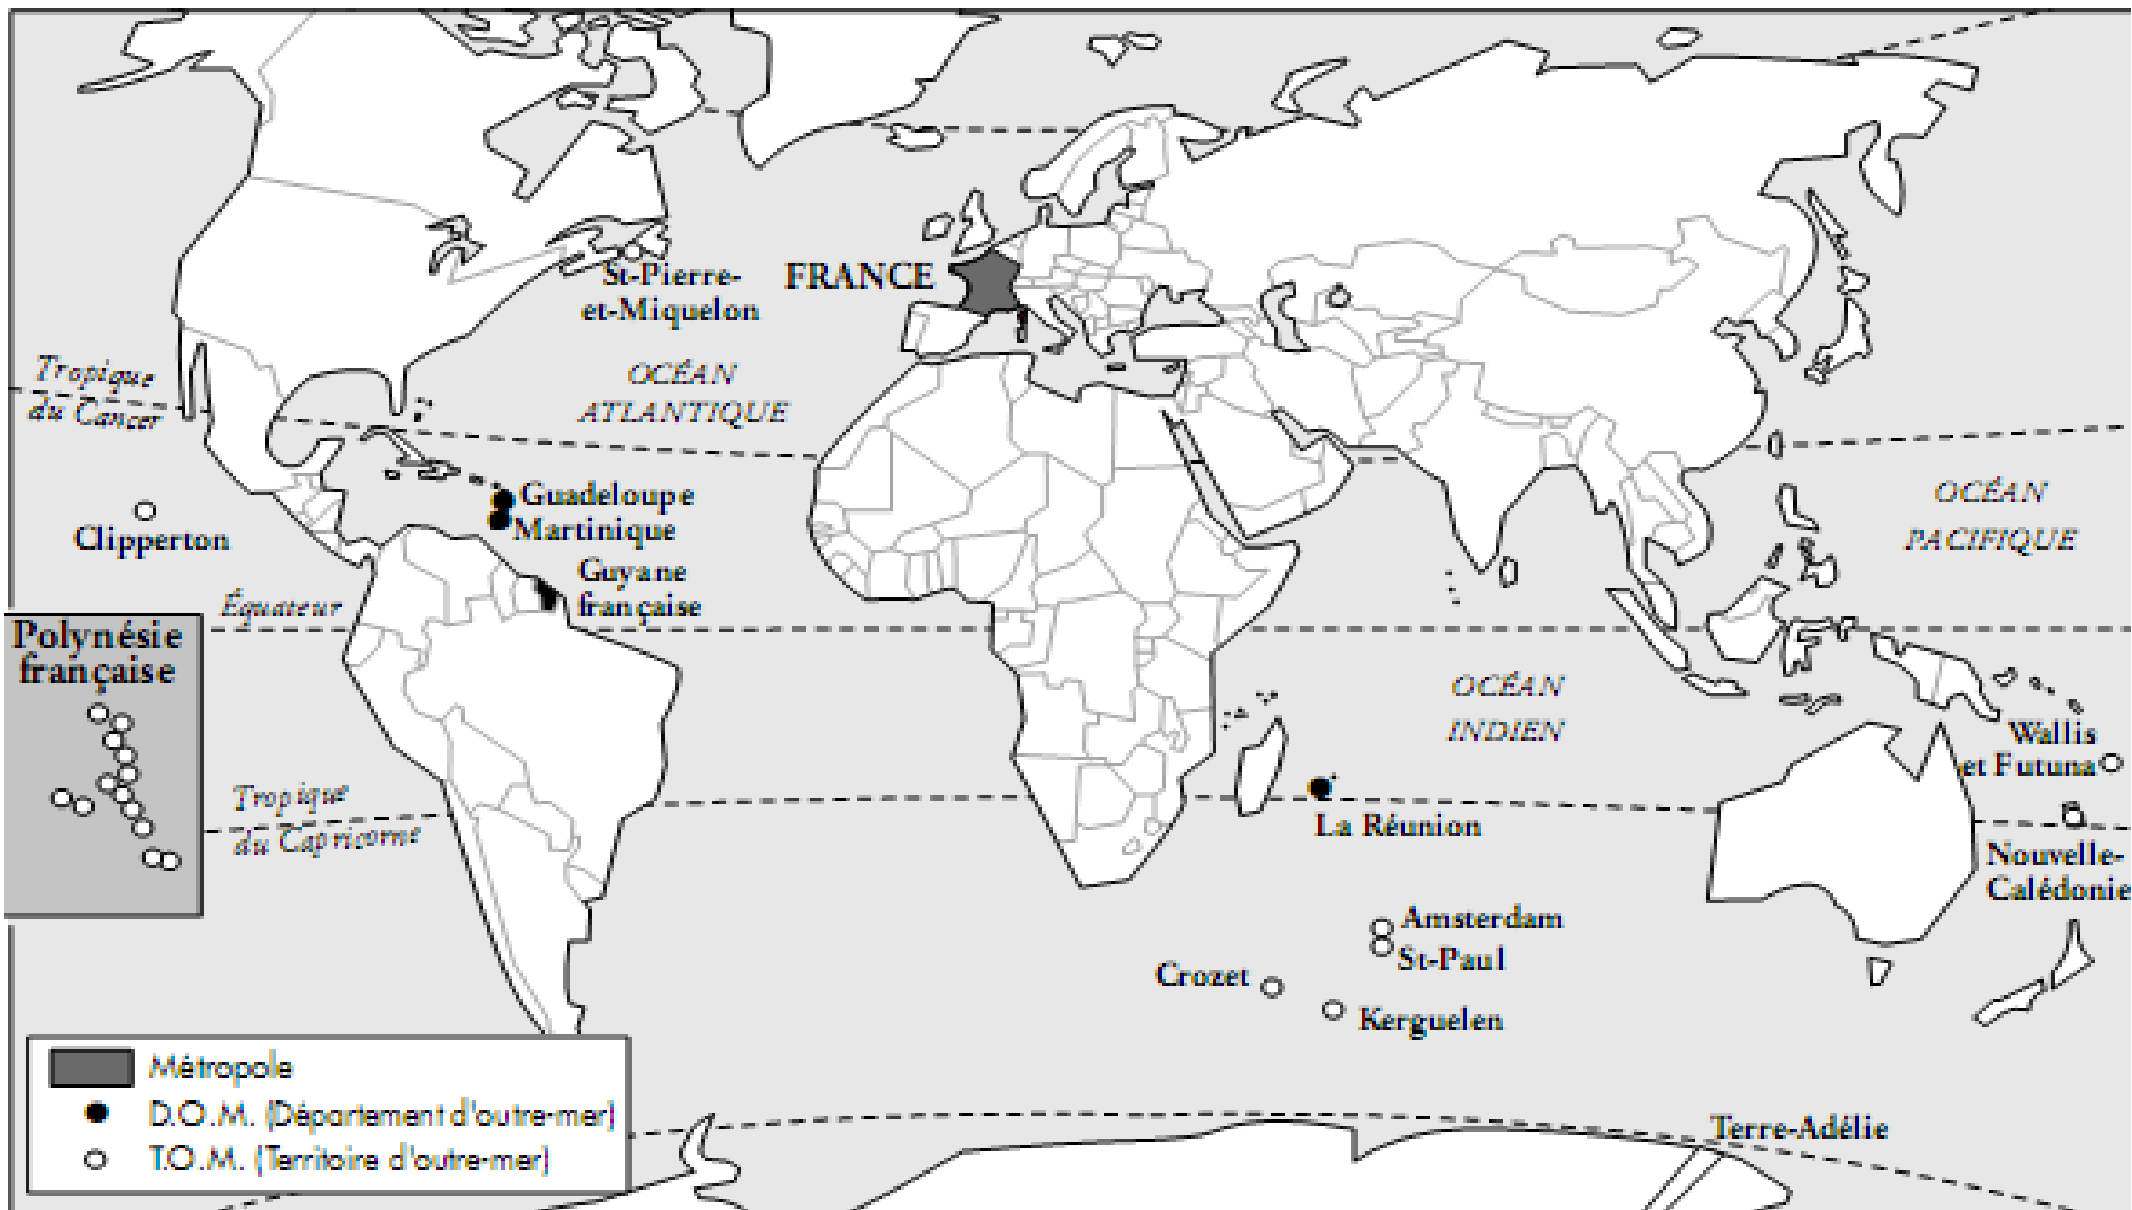 St-Pierre-
et-Miquelon
FRANCE
Tropique
du Cancer
OCÉAN
ATLANTIQUE
Guadeloupe
Martinique
Clipperton
OCÉAN
PACIFIQUE
Guyane
française
Équateur
Polynésie
française
OCÉAN
INDIEN
Wallis
et Futuna
Tropique
du Capricorne
La Réunion
Nouvelle-
Calédonie
Amsterdam
St-Paul
Crozet
Kerguelen
Métropole
D.O.M. (Département d'outre-mer)
T.O.M. (Territoire d'outre-mer)
Terre-Adélie